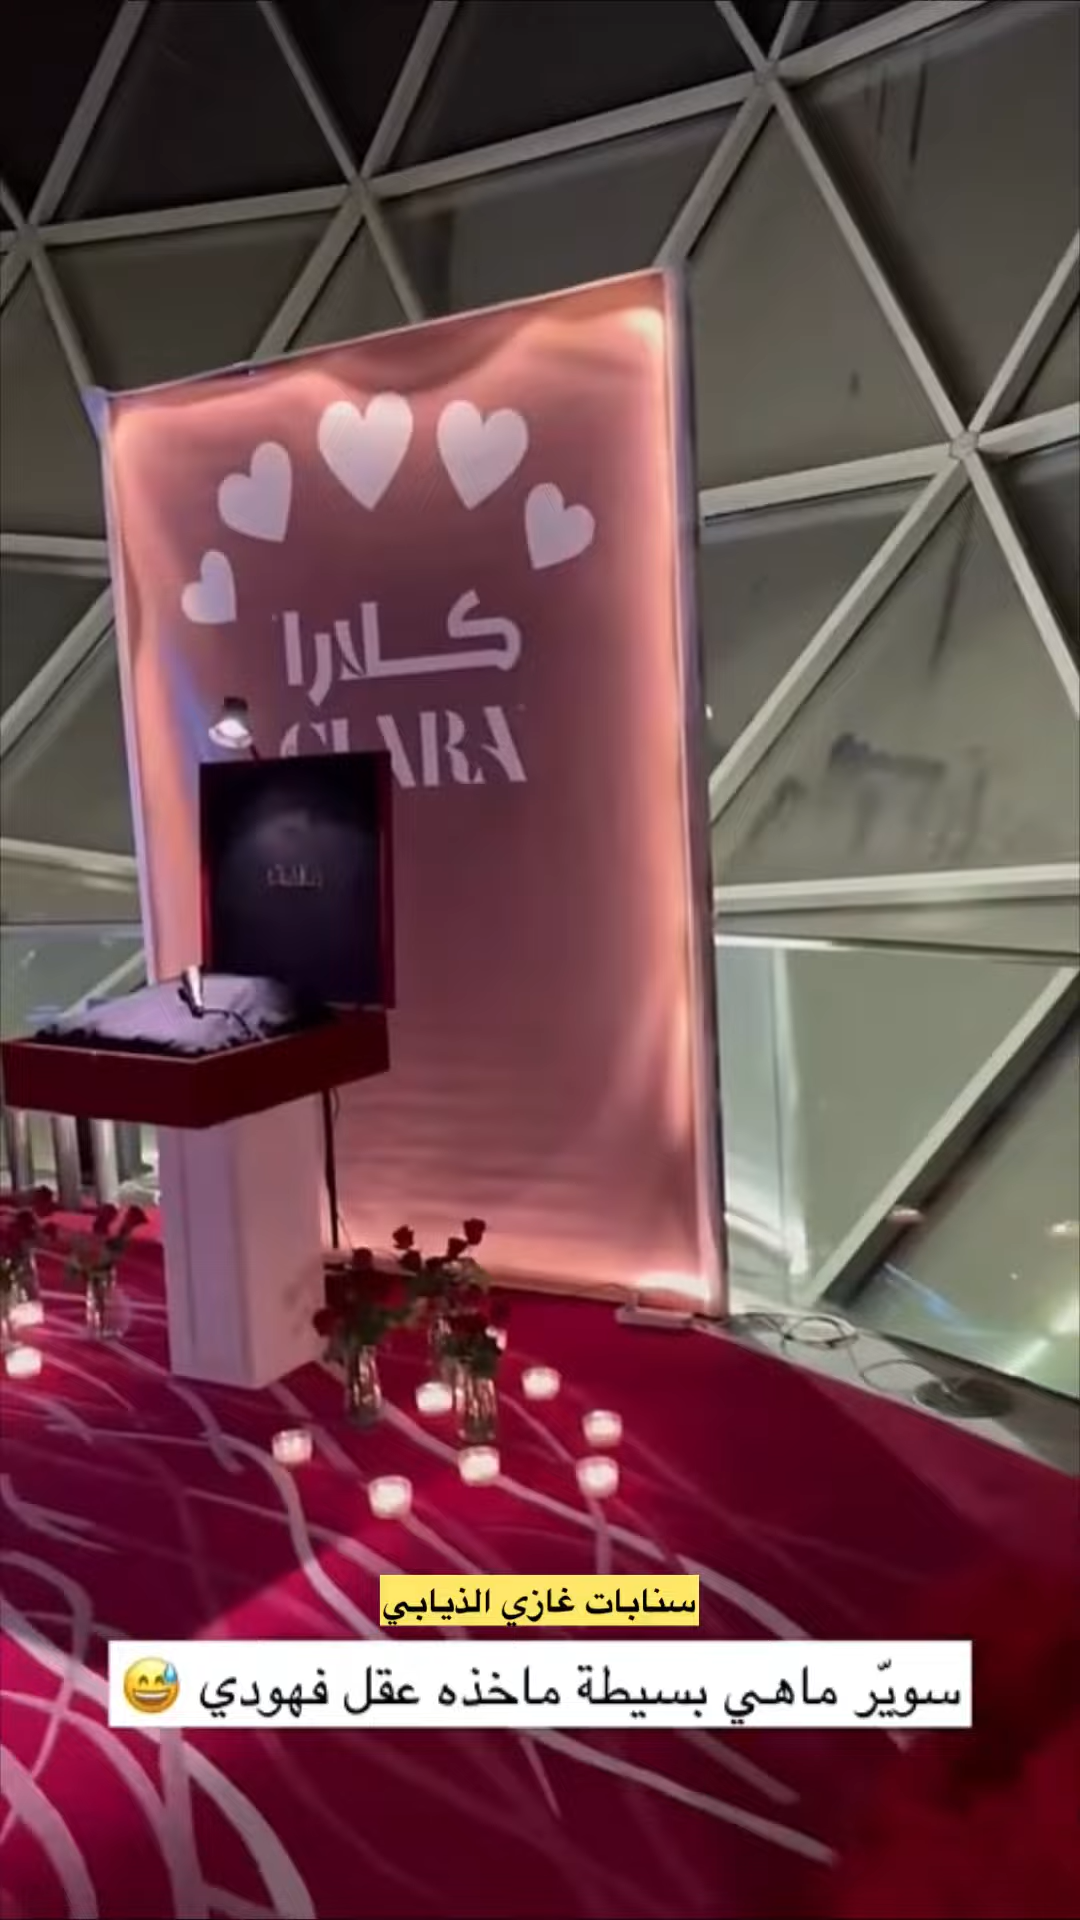 كلارا
CLARA
سنابات غازي الذيابي
سويّر ماهي بسيطة ماخذه عقل فهودي 😅